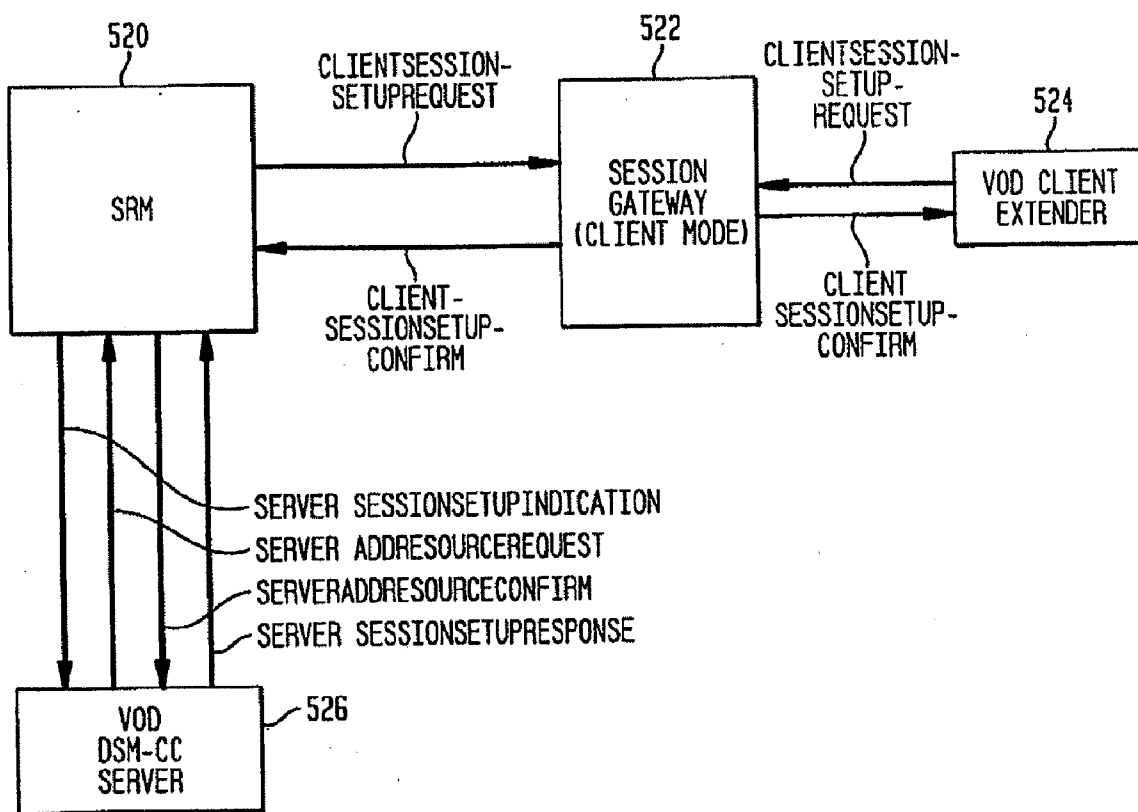 520
CLIENTSESSION-
SETUPREQUEST
522
CLIENTSESSION-
SETUP-
REQUEST
524
SRM
SESSION
GATEWAY
(CLIENT MODE)
VOD CLIENT
EXTENDER
CLIENT-
SESSIONSETUP-
CONFIRM
CLIENT
SESSIONSETUP-
CONFIRM
SERVER SESSIONSETUPINDICATION
SERVER ADDRESOURCEREQUEST
SERVERADDRESOURCECONFIRM
SERVER SESSIONSETUPRESPONSE
VOD
DSM-CC
SERVER
526